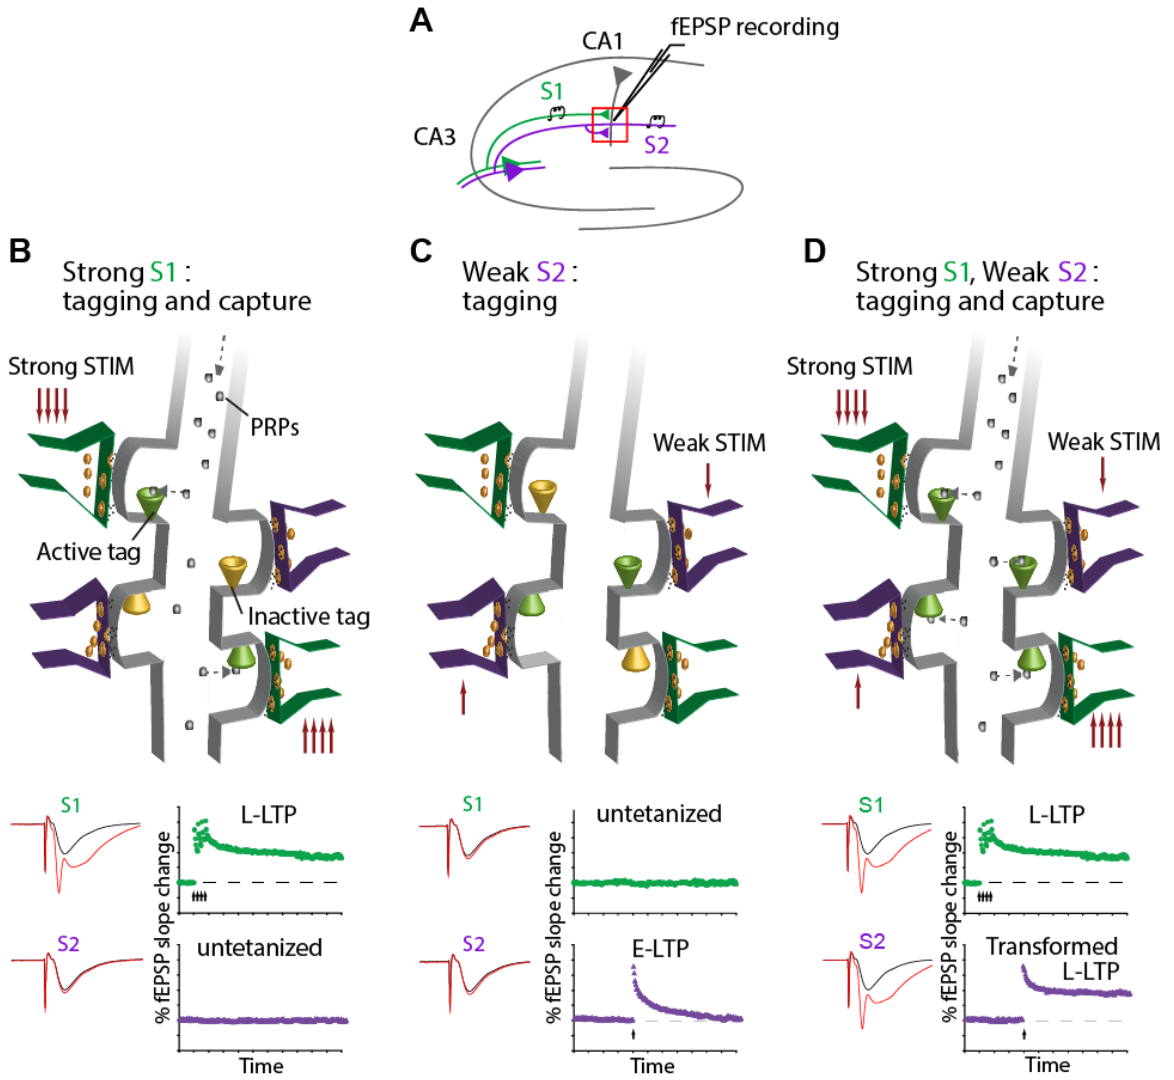 A
fEPSP recording
CA1
S1
CA3
S2
B
Strong S1 :
tagging and capture
Strong STIM
PRPs
Active tag
Inactive tag
S1
L-LTP
S2
untetanized
% fEPSP slope change
Time
C
Weak S2 :
tagging
Weak STIM
S1
untetanized
S2
E-LTP
% fEPSP slope change
Time
D
Strong S1, Weak S2 :
tagging and capture
Strong STIM
Weak STIM
S1
L-LTP
S2
Transformed
L-LTP
% fEPSP slope change
Time